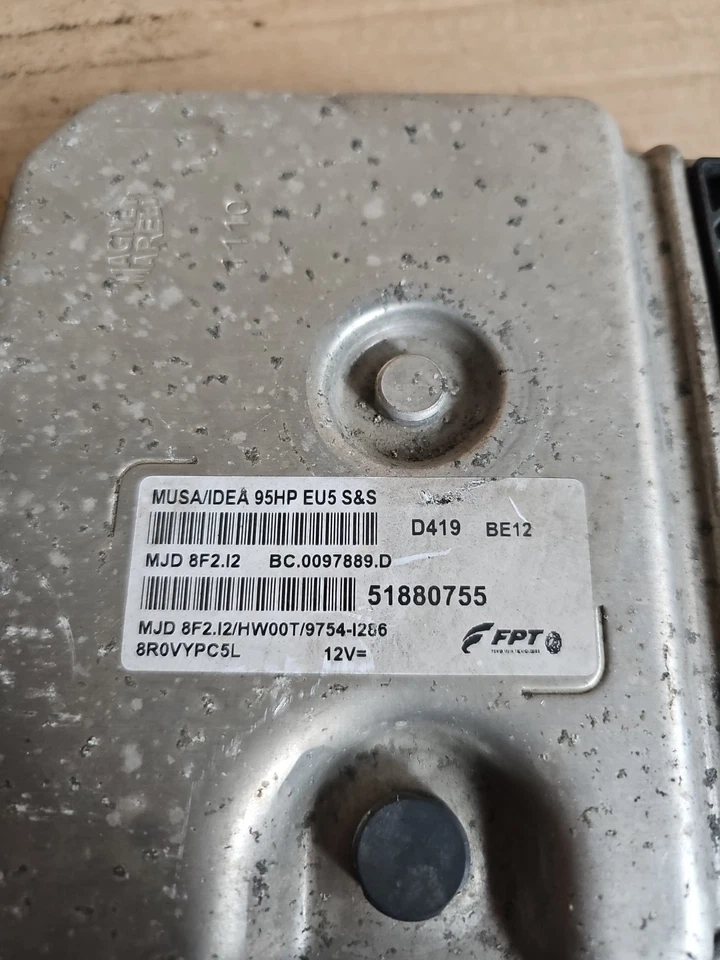 1110
MUSA/IDEA 95HP EU5 S&S
D419 BE12
MJD 8F2.I2 BC.0097889.D
51880755
MJD 8F2.I2/HW00T/9754-I286
8R0VYPC5L 12V=
FPT